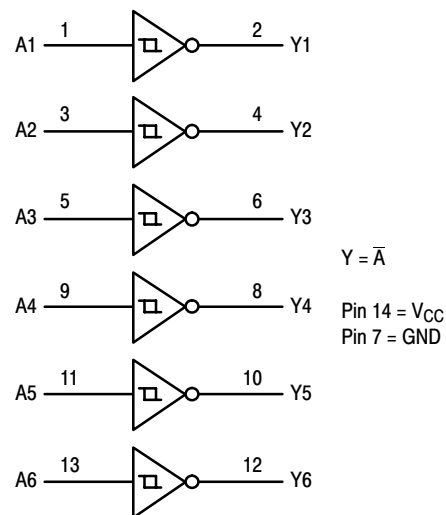 A1 1 2 Y1
A2 3 4 Y2
A3 5 6 Y3
Y = A̅
A4 9 8 Y4
Pin 14 = VCC
Pin 7 = GND
A5 11 10 Y5
A6 13 12 Y6